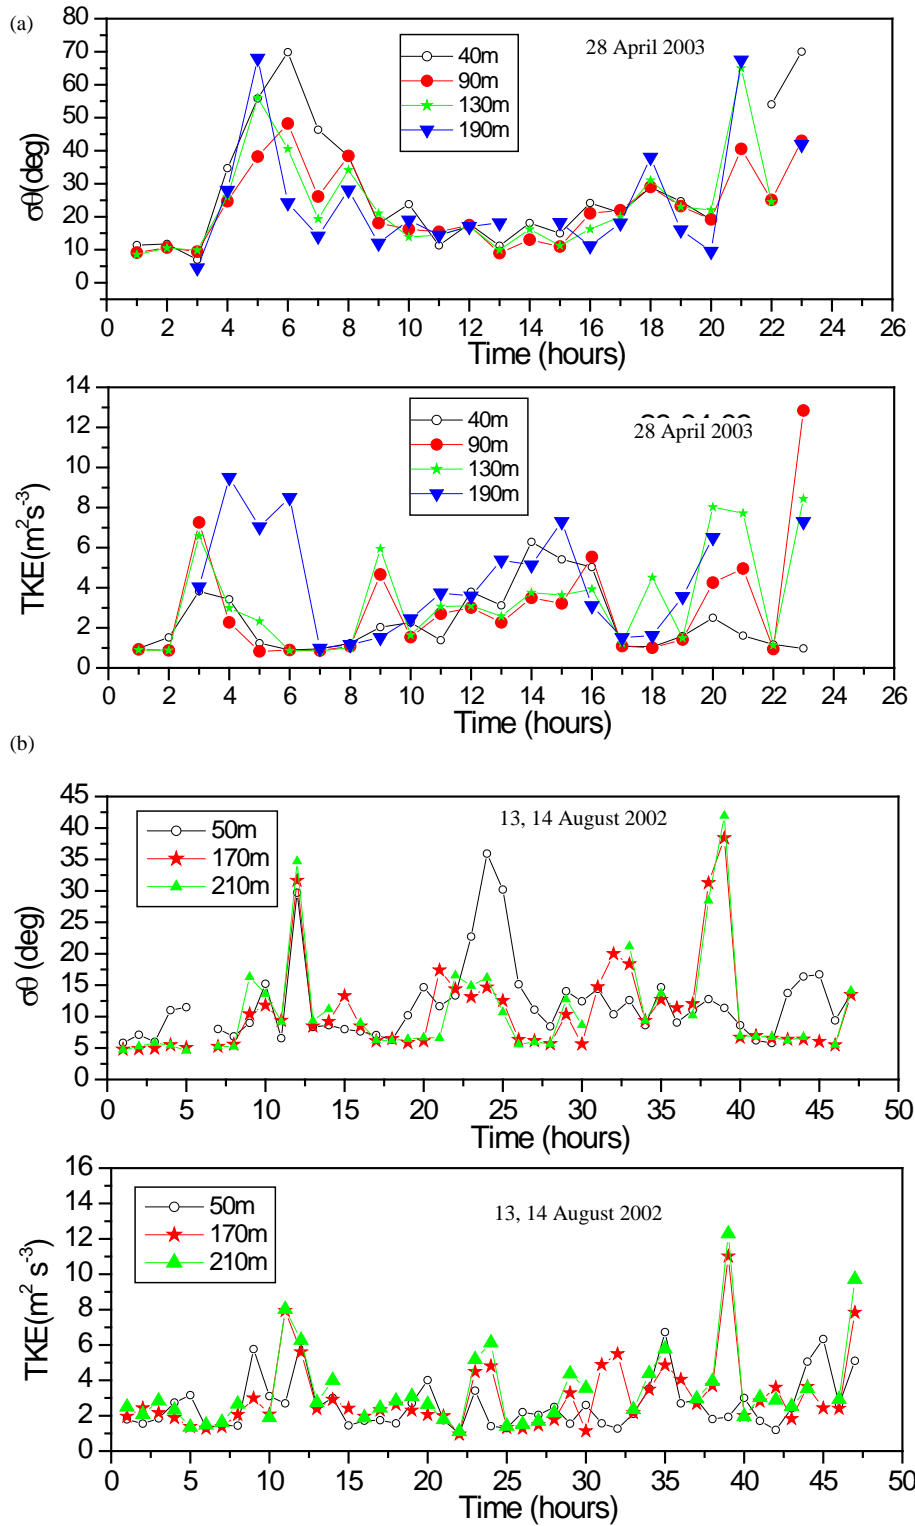 (a)
80
70
60
50
40
30
20
10
0
σθ(deg)
40m
90m
130m
190m
28 April 2003
0 2 4 6 8 10 12 14 16 18 20 22 24 26
Time (hours)
14
12
10
8
6
4
2
0
TKE(m² s⁻³)
40m
90m
130m
190m
28 April 2003
0 2 4 6 8 10 12 14 16 18 20 22 24 26
Time (hours)
(b)
45
40
35
30
25
20
15
10
5
0
σθ (deg)
50m
170m
210m
13, 14 August 2002
0 5 10 15 20 25 30 35 40 45 50
Time (hours)
16
14
12
10
8
6
4
2
0
TKE(m² s⁻³)
50m
170m
210m
13, 14 August 2002
0 5 10 15 20 25 30 35 40 45 50
Time (hours)